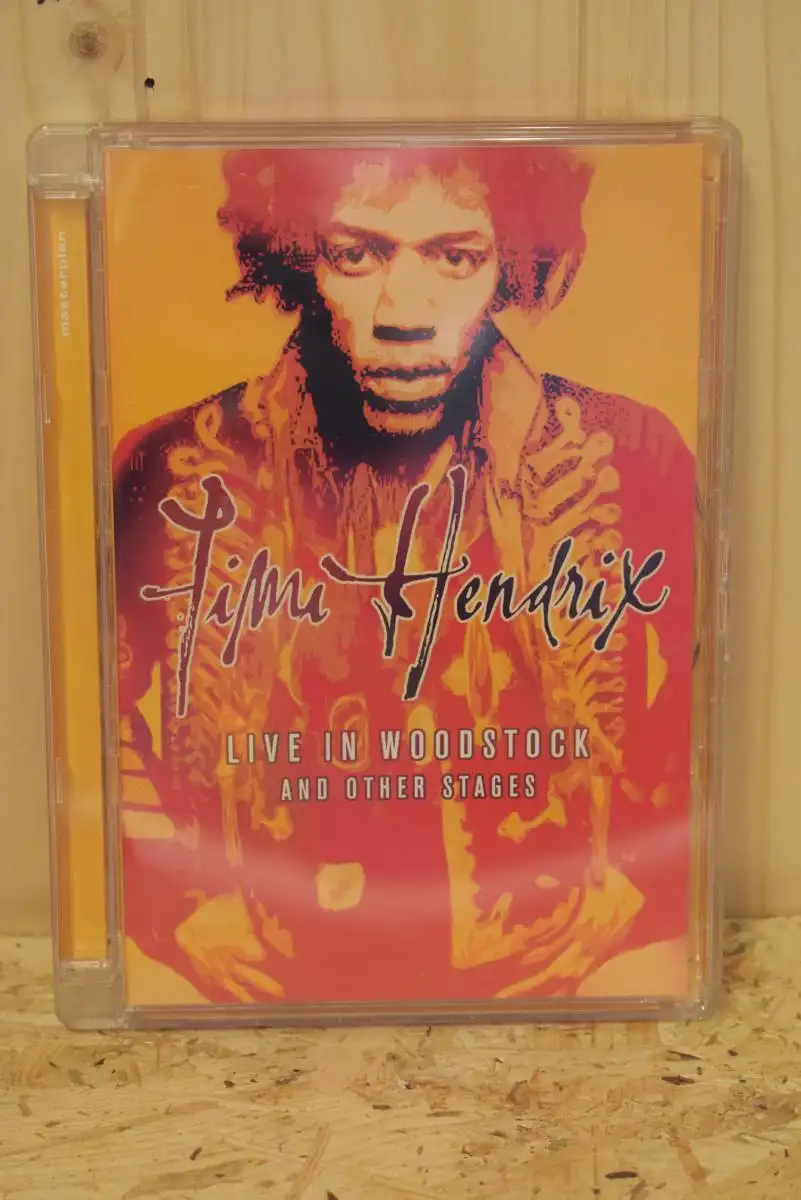 masterplan
Jimi Hendrix
LIVE IN WOODSTOCK
AND OTHER STAGES